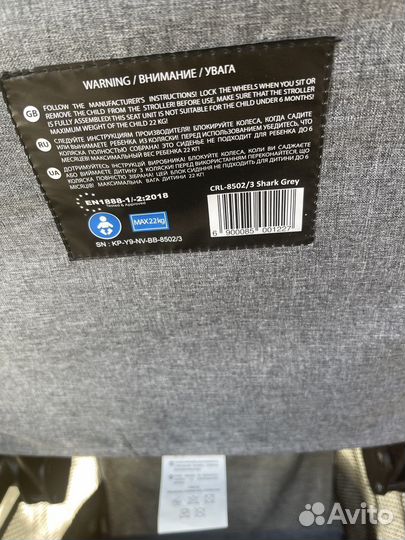 WARNING / ВНИМАНИЕ / УВАГА
GB FOLLOW THE MANUFACTURER'S INSTRUCTIONS! LOCK THE WHEELS WHEN YOU SIT OR
REMOVE THE CHILD FROM THE STROLLER! BEFORE USE, MAKE SURE THAT THE STROLLER
IS FULLY ASSEMBLED! THIS SEAT UNIT IS NOT SUITABLE FOR THE CHILD UNDER 6 MONTHS!
MAXIMUM WEIGHT OF THE CHILD 22 KG!
RU СЛЕДУЙТЕ ИНСТРУКЦИЯМ ПРОИЗВОДИТЕЛЯ! БЛОКИРУЙТЕ КОЛЕСА, КОГДА САДИТЕ
ИЛИ ВЫНИМАЕТЕ РЕБЕНКА ИЗ КОЛЯСКИ! ПЕРЕД ИСПОЛЬЗОВАНИЕМ УБЕДИТЕСЬ, ЧТО
КОЛЯСКА ПОЛНОСТЬЮ СОБРАНА! ЭТО СИДЕНЬЕ НЕ ПОДХОДИТ ДЛЯ РЕБЕНКА ДО 6
МЕСЯЦЕВ! МАКСИМАЛЬНЫЙ ВЕС РЕБЕНКА 22 КГ!
UA ДОТРИМУЙТЕСЬ ІНСТРУКЦІЙ ВИРОБНИКА! БЛОКУЙТЕ КОЛЕСА, КОЛИ ВИ САДЖАЄТЕ
АБО ВИЙМАЄТЕ ДИТИНУ З КОЛЯСКИ! ПЕРЕД ВИКОРИСТАННЯМ ПЕРЕКОНАЙТЕСЯ, ЩО
КОЛЯСКА ПОВНІСТЮ ЗІБРАНА! ЦЕЙ БЛОК СИДІННЯ НЕ ПІДХОДИТЬ ДЛЯ ДИТИНИ ДО 6
МІСЯЦІВ! МАКСИМАЛЬНА ВАГА ДИТИНИ 22 КГ!
EN1888-1/-2:2018
Tested & Approved
CRL-8502/3 Shark Grey
MAX 22kg
6 900085 001227
SN : KP-Y9-NV-BB-8502/3
Avito